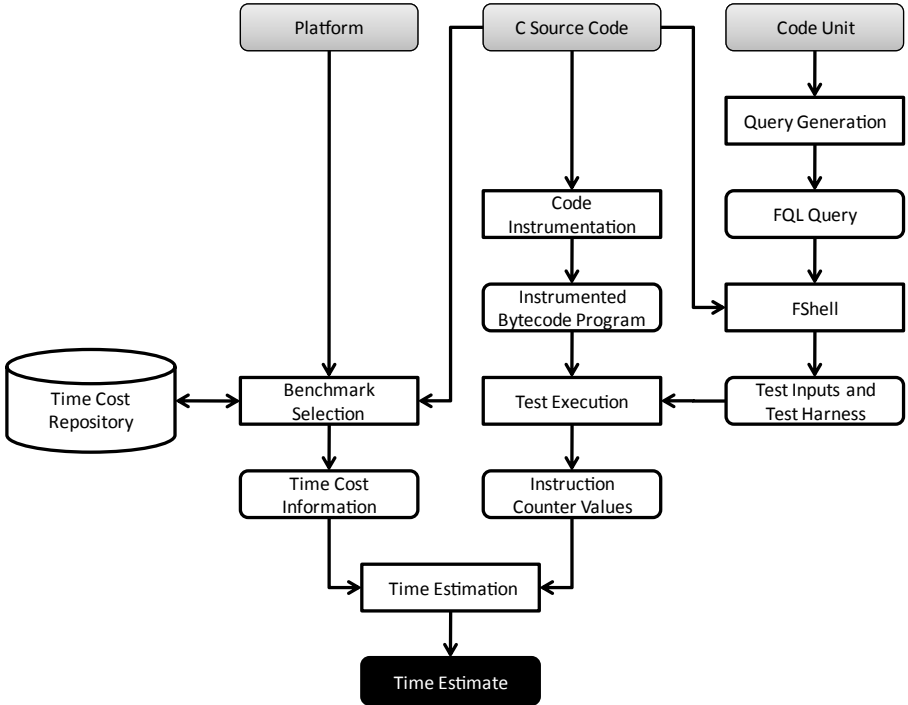 Platform
C Source Code
Code Unit
Query Generation
Code
Instrumentation
FQL Query
Instrumented
Bytecode Program
FShell
Time Cost
Repository
Benchmark
Selection
Test Execution
Test Inputs and
Test Harness
Time Cost
Information
Instruction
Counter Values
Time Estimation
Time Estimate